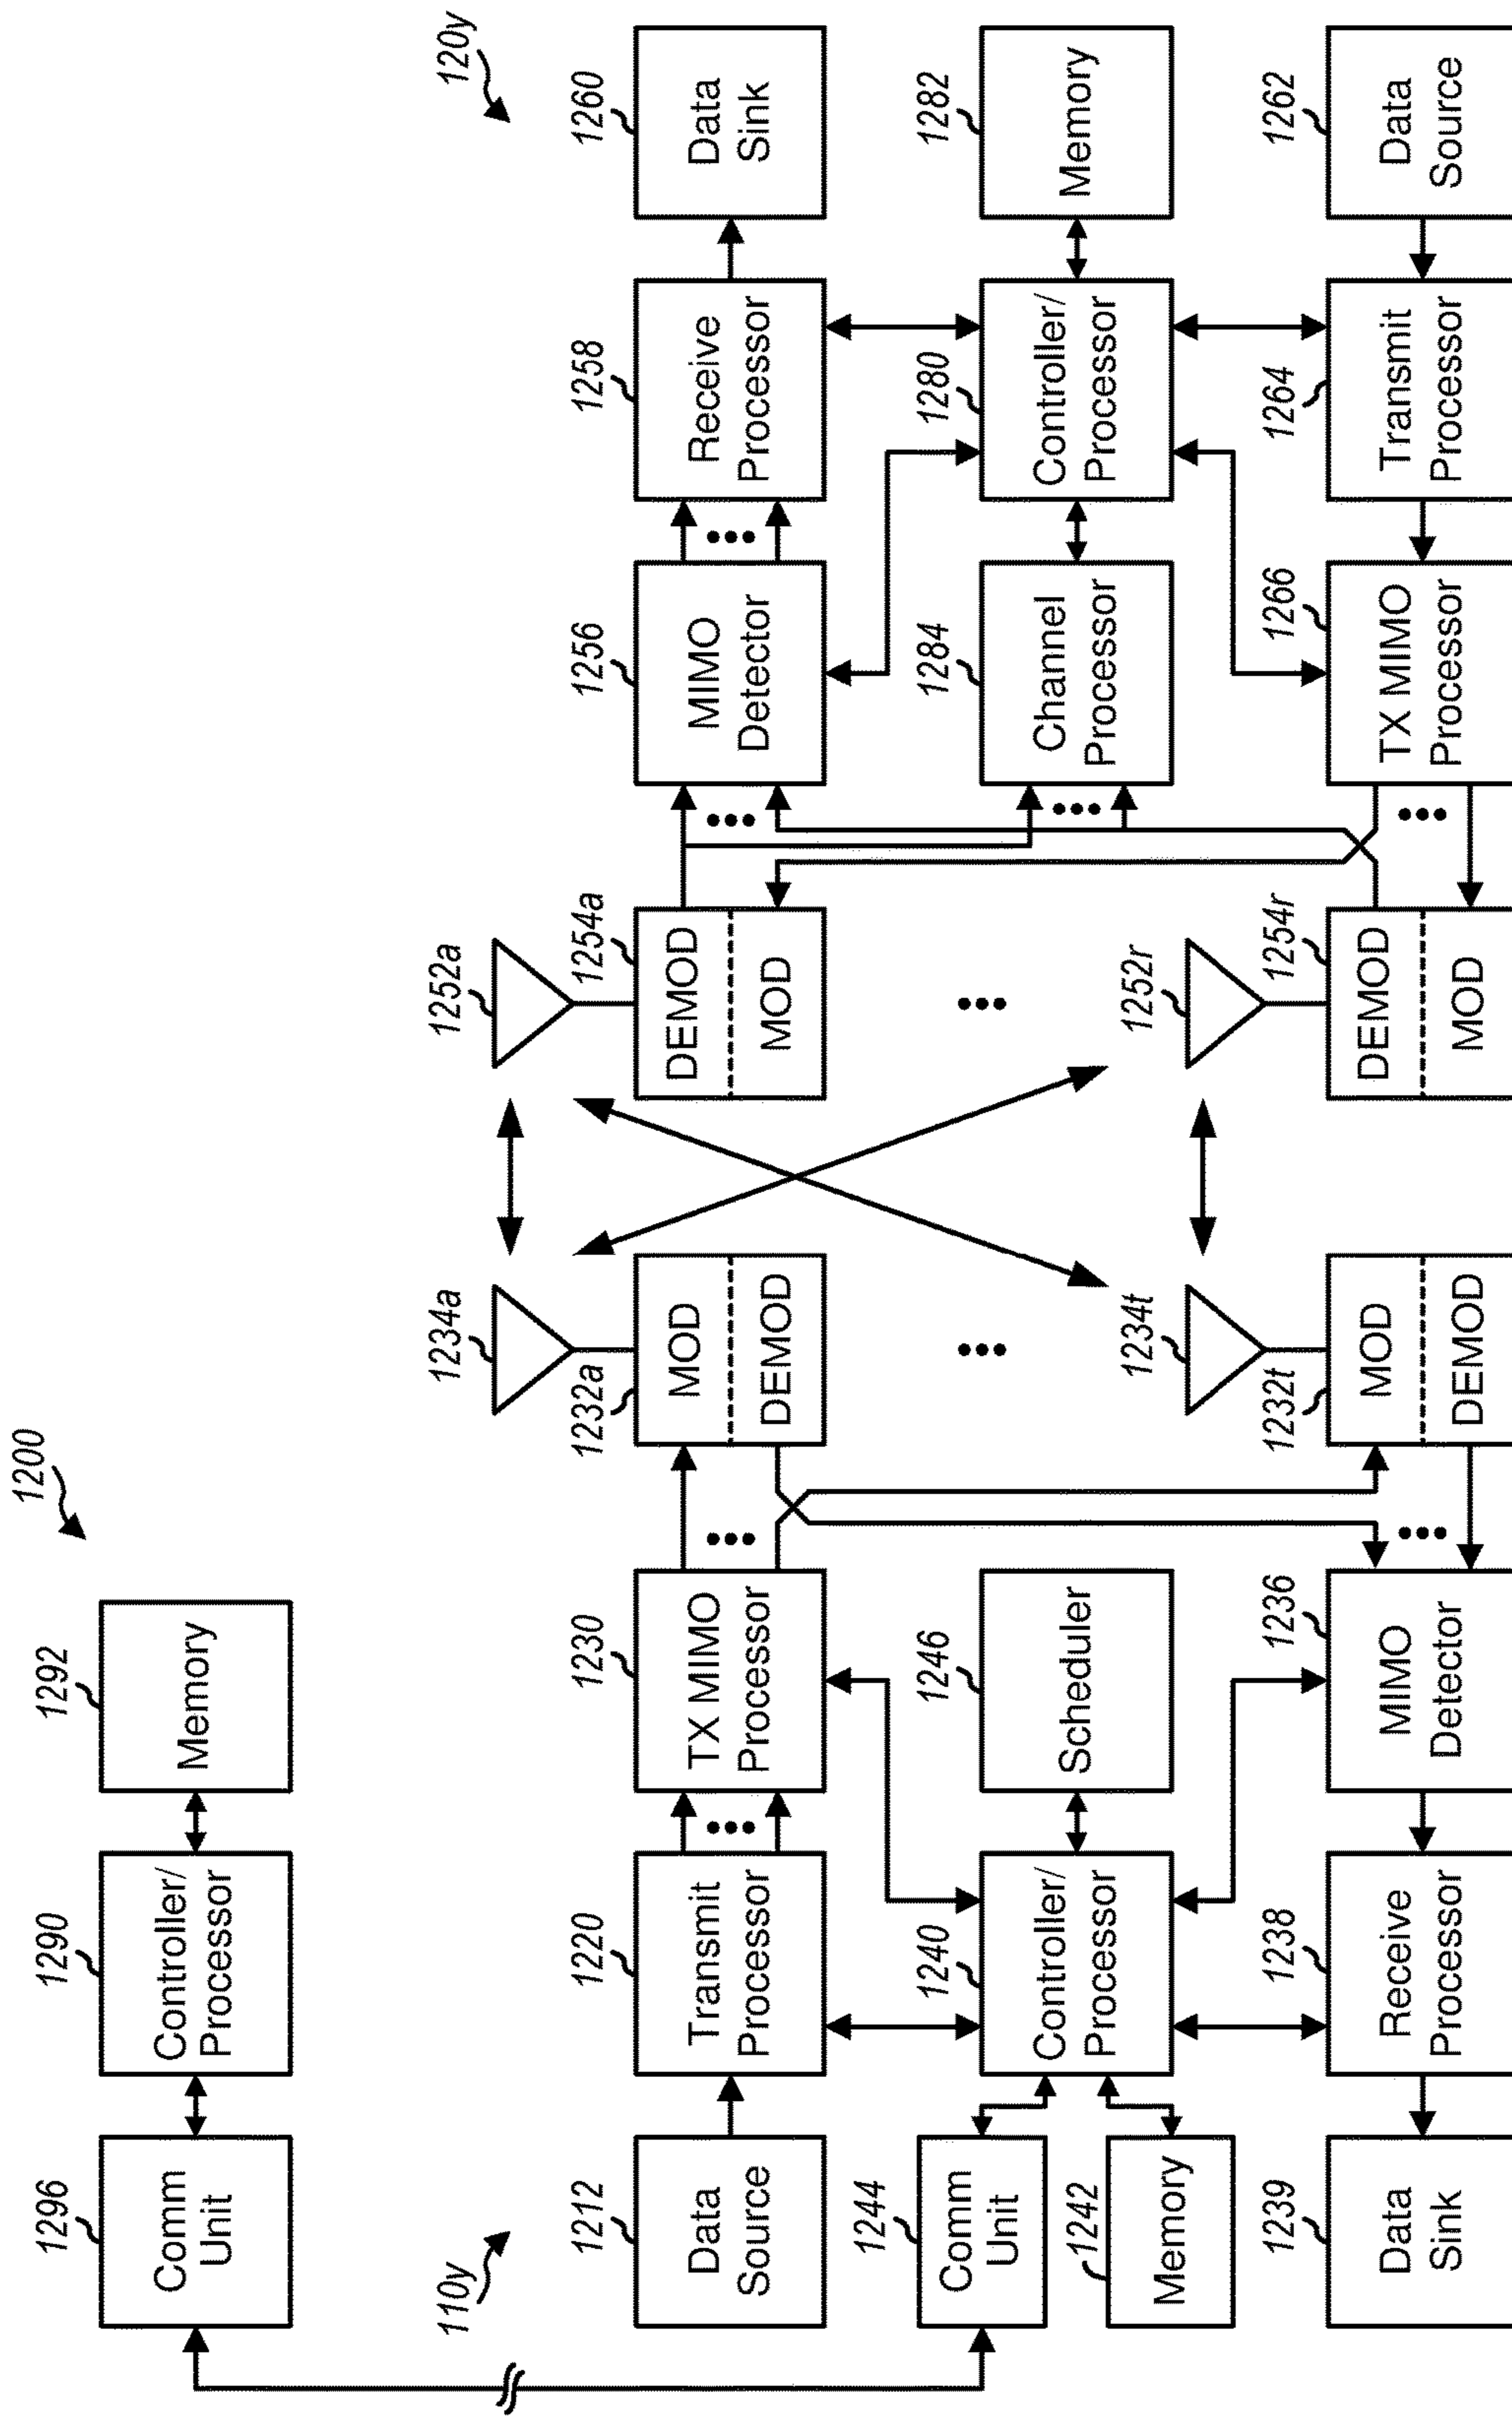 1200
1296
Comm
Unit
1290
Controller/
Processor
1292
Memory
110y
120y
1212
Data
Source
1220
Transmit
Processor
1230
TX MIMO
Processor
1234a
1232a
MOD
DEMOD
1252a
1254a
DEMOD
MOD
1256
MIMO
Detector
1258
Receive
Processor
1260
Data
Sink
1244
Comm
Unit
1242
Memory
1240
Controller/
Processor
1246
Scheduler
1284
Channel
Processor
1280
Controller/
Processor
1282
Memory
1239
Data
Sink
1238
Receive
Processor
1236
MIMO
Detector
1234t
1232t
MOD
DEMOD
1252r
1254r
DEMOD
MOD
1266
TX MIMO
Processor
1264
Transmit
Processor
1262
Data
Source